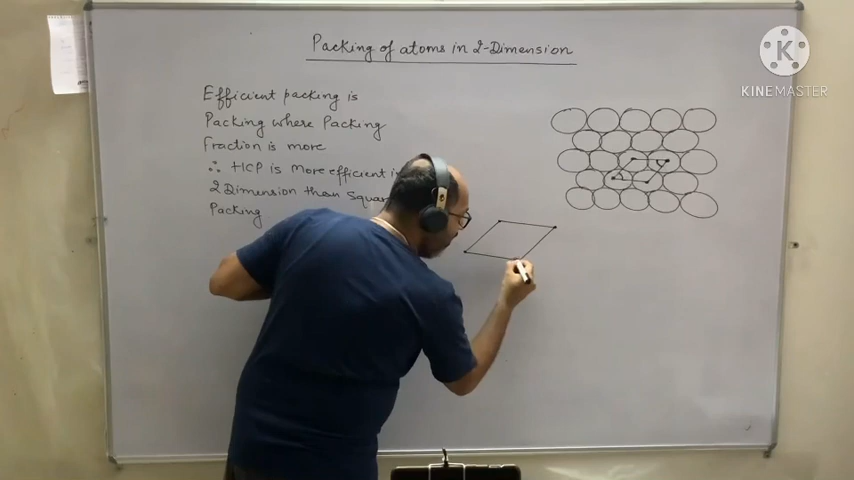 Packing of atoms in 2-Dimension
K
KINEMASTER
Efficient packing is
Packing where Packing
fraction is more
∴ HCP is More efficient i
2 Dimension than Squar
Packing